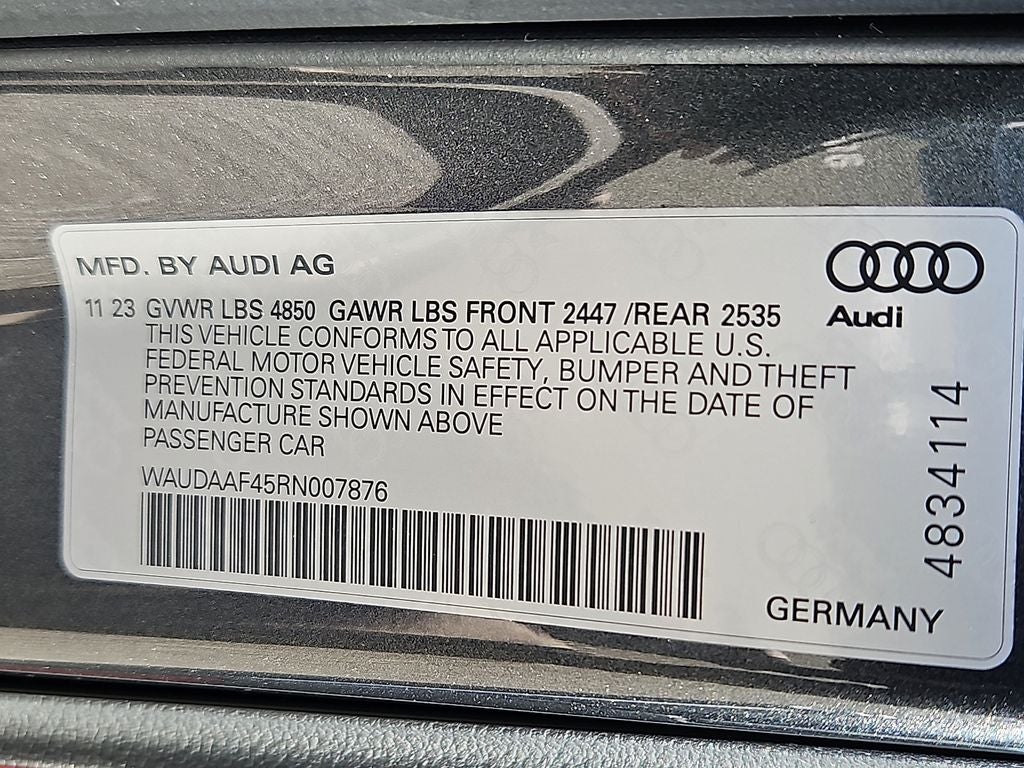 MFD. BY AUDI AG
Audi
11 23 GVWR LBS 4850 GAWR LBS FRONT 2447 /REAR 2535
THIS VEHICLE CONFORMS TO ALL APPLICABLE U.S.
FEDERAL MOTOR VEHICLE SAFETY, BUMPER AND THEFT
PREVENTION STANDARDS IN EFFECT ON THE DATE OF
MANUFACTURE SHOWN ABOVE
PASSENGER CAR
WAUDAAF45RN007876
4834114
GERMANY